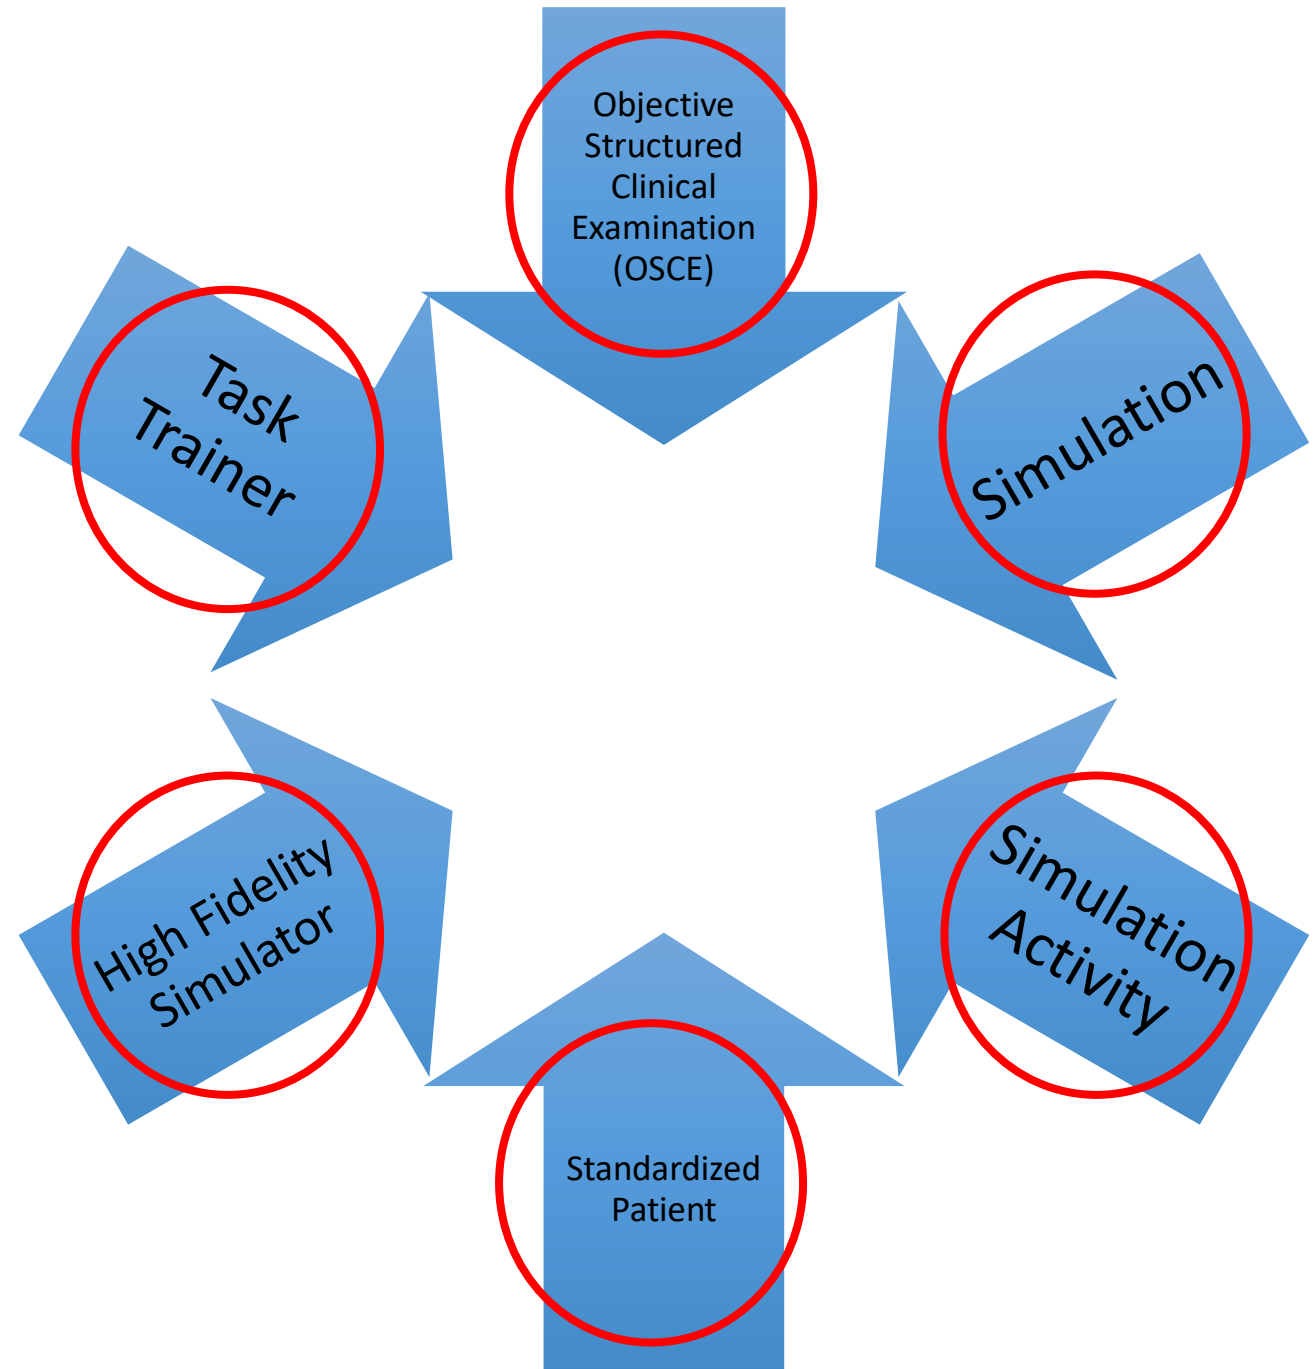 Objective
Structured
Clinical
Examination
(OSCE)
Simulation
Simulation
Activity
Standardized
Patient
High Fidelity
Simulator
Task
Trainer